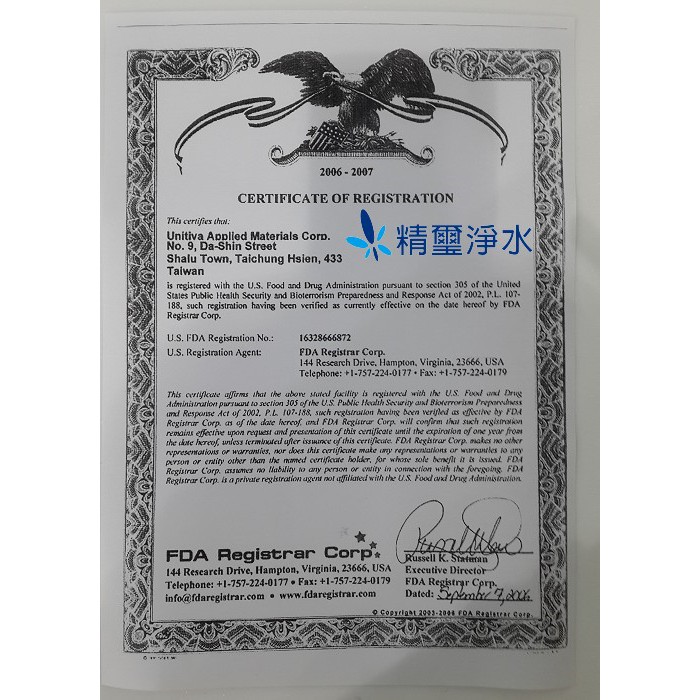 2006 - 2007
CERTIFICATE OF REGISTRATION
This certifies that:
Unitiva Applied Materials Corp.
No. 9, Da-Shin Street
Shalu Town, Taichung Hsien, 433
Taiwan
精璽淨水
is registered with the U.S. Food and Drug Administration pursuant to section 305 of the United
States Public Health Security and Bioterrorism Preparedness and Response Act of 2002, P.L. 107-
188, such registration having been verified as currently effective on the date hereof by FDA
Registrar Corp.
U.S. FDA Registration No.: 16328666872
U.S. Registration Agent: FDA Registrar Corp.
144 Research Drive, Hampton, Virginia, 23666, USA
Telephone: +1-757-224-0177 • Fax: +1-757-224-0179
This certificate affirms that the above stated facility is registered with the U.S. Food and Drug
Administration pursuant to section 305 of the U.S. Public Health Security and Bioterrorism Preparedness
and Response Act of 2002, P.L. 107-188, such registration having been verified as effective by FDA
Registrar Corp. as of the date hereof, and FDA Registrar Corp. will confirm that such registration
remains effective upon request and presentation of this certificate until the expiration of one year from
the date hereof, unless terminated after issuance of this certificate. FDA Registrar Corp. makes no other
representations or warranties, nor does this certificate make any representations or warranties to any
person or entity other than the named certificate holder, for whose sole benefit it is issued. FDA
Registrar Corp. assumes no liability to any person or entity in connection with the foregoing. FDA
Registrar Corp. is a private registration agent not affiliated with the U.S. Food and Drug Administration.
FDA Registrar Corp.
144 Research Drive, Hampton, Virginia, 23666, USA
Telephone: +1-757-224-0177 • Fax: +1-757-224-0179
info@fdaregistrar.com • www.fdaregistrar.com
Russell K. Statman
Executive Director
FDA Registrar Corp.
Dated: September 7, 2006
© Copyright 2003-2006 FDA Registrar Corp.